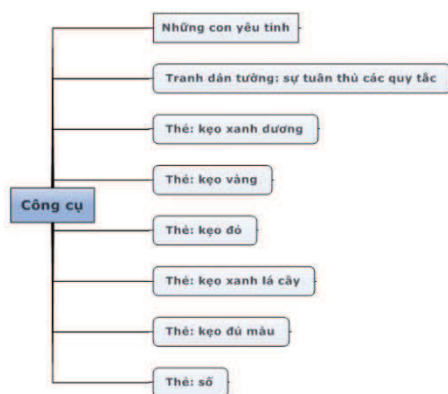 Những con yêu tinh
Tranh dán tường: sự tuân thủ các quy tắc
Thẻ: kẹo xanh dương
Thẻ: kẹo vàng
Công cụ
Thẻ: kẹo đỏ
Thẻ: kẹo xanh lá cây
Thẻ: kẹo đủ màu
Thẻ: số